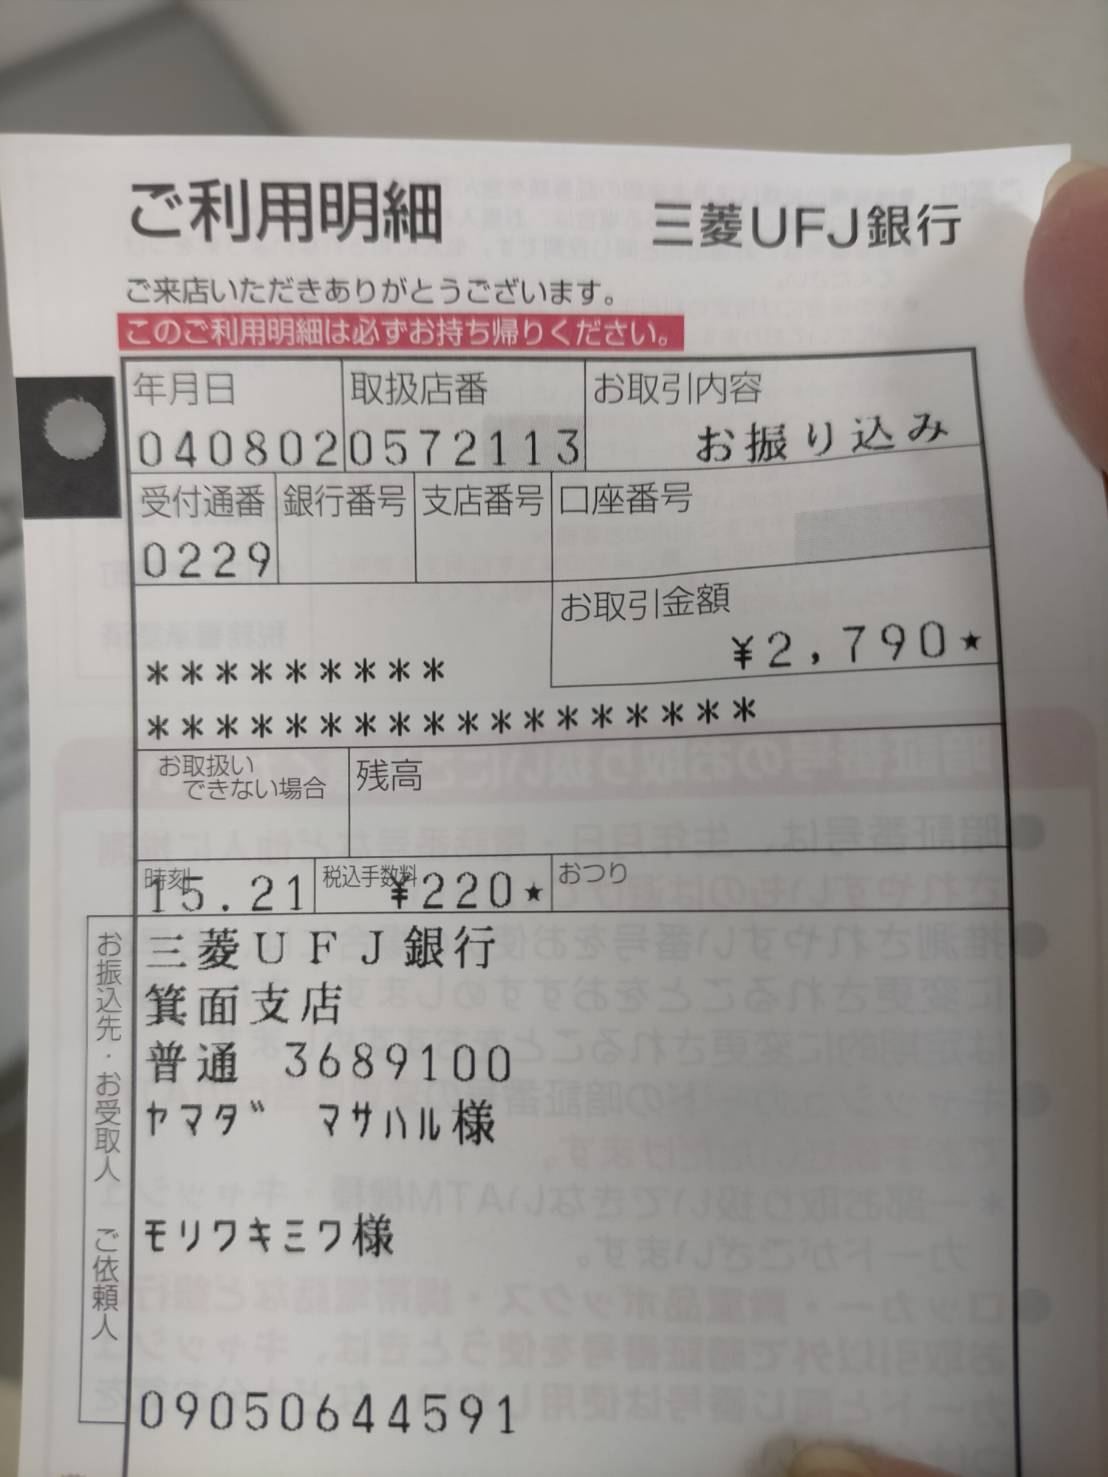 ご利用明細 三菱UFJ銀行
ご来店いただきありがとうございます。
このご利用明細は必ずお持ち帰りください。
年月日 取扱店番 お取引内容
040802 0572113 お振り込み
受付通番 銀行番号 支店番号 口座番号
0229
お取引金額
¥2,790★
*********
******************
お取扱い
できない場合
残高
時刻 税込手数料 おつり
15.21 ¥220★
お振込先・お受取人 ご依頼人
三菱UFJ銀行
箕面支店
普通 3689100
ヤマダ マサハル様
モリワキミワ様
09050644591